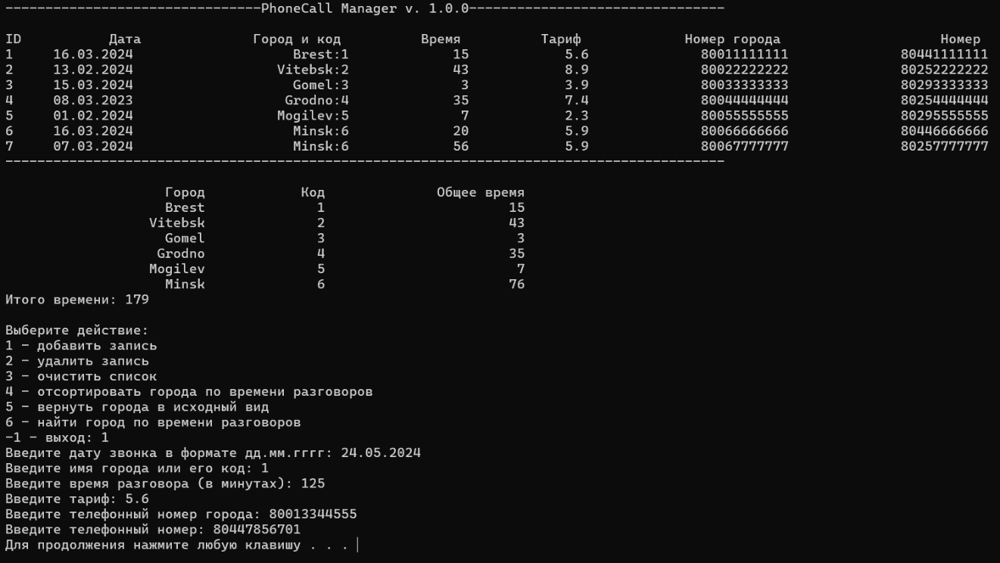 --------------------------------PhoneCall Manager v. 1.0.0--------------------------------
ID Дата Город и код Время Тариф Номер города Номер
1 16.03.2024 Brest:1 15 5.6 80011111111 80441111111
2 13.02.2024 Vitebsk:2 43 8.9 80022222222 80252222222
3 15.03.2024 Gomel:3 3 3.9 80033333333 80293333333
4 08.03.2023 Grodno:4 35 7.4 80044444444 80254444444
5 01.02.2024 Mogilev:5 7 2.3 80055555555 80295555555
6 16.03.2024 Minsk:6 20 5.9 80066666666 80446666666
7 07.03.2024 Minsk:6 56 5.9 80067777777 80257777777
------------------------------------------------------------------------------------------
Город Код Общее время
Brest 1 15
Vitebsk 2 43
Gomel 3 3
Grodno 4 35
Mogilev 5 7
Minsk 6 76
Итого времени: 179
Выберите действие:
1 - добавить запись
2 - удалить запись
3 - очистить список
4 - отсортировать города по времени разговоров
5 - вернуть города в исходный вид
6 - найти город по времени разговоров
-1 - выход: 1
Введите дату звонка в формате дд.мм.гггг: 24.05.2024
Введите имя города или его код: 1
Введите время разговора (в минутах): 125
Введите тариф: 5.6
Введите телефонный номер города: 80013344555
Введите телефонный номер: 80447856701
Для продолжения нажмите любую клавишу . . .